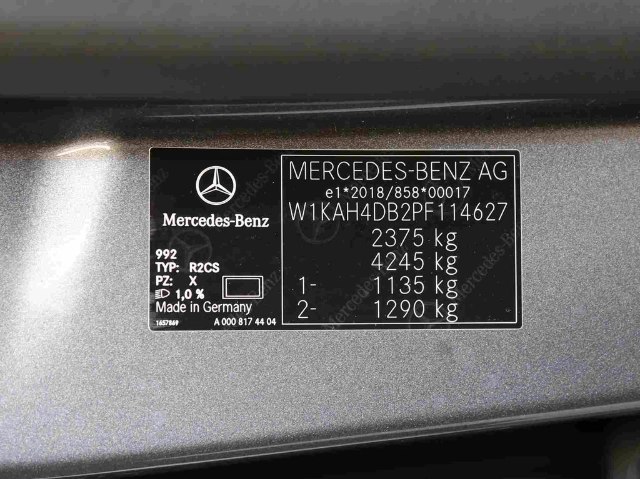 Mercedes-Benz
992
TYP: R2CS
PZ: X
1,0 %
Made in Germany
1657869
A 000 817 44 04
MERCEDES-BENZ AG
e1*2018/858*00017
W1KAH4DB2PF114627
2375 kg
4245 kg
1- 1135 kg
2- 1290 kg